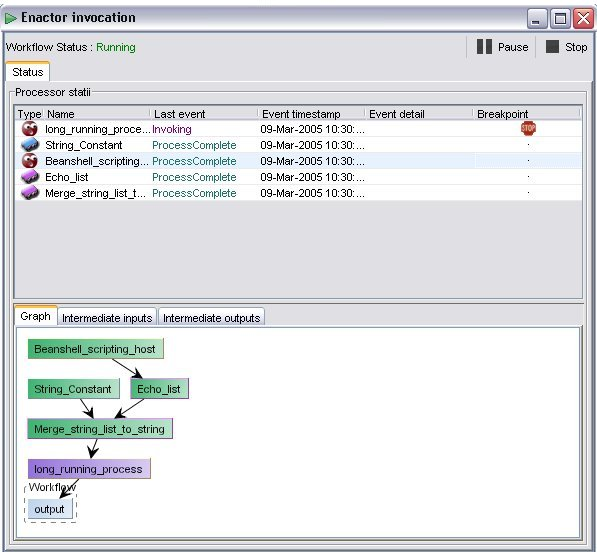 Enactor invocation
Workflow Status : Running
Pause
Stop
Status
Processor statii
Type Name Last event Event timestamp Event detail Breakpoint
long_running_proce... Invoking 09-Mar-2005 10:30:... STOP
String_Constant ProcessComplete 09-Mar-2005 10:30:...
Beanshell_scripting... ProcessComplete 09-Mar-2005 10:30:...
Echo_list ProcessComplete 09-Mar-2005 10:30:...
Merge_string_list_t... ProcessComplete 09-Mar-2005 10:30:...
Graph Intermediate inputs Intermediate outputs
Beanshell_scripting_host
String_Constant Echo_list
Merge_string_list_to_string
long_running_process
Workflow
output